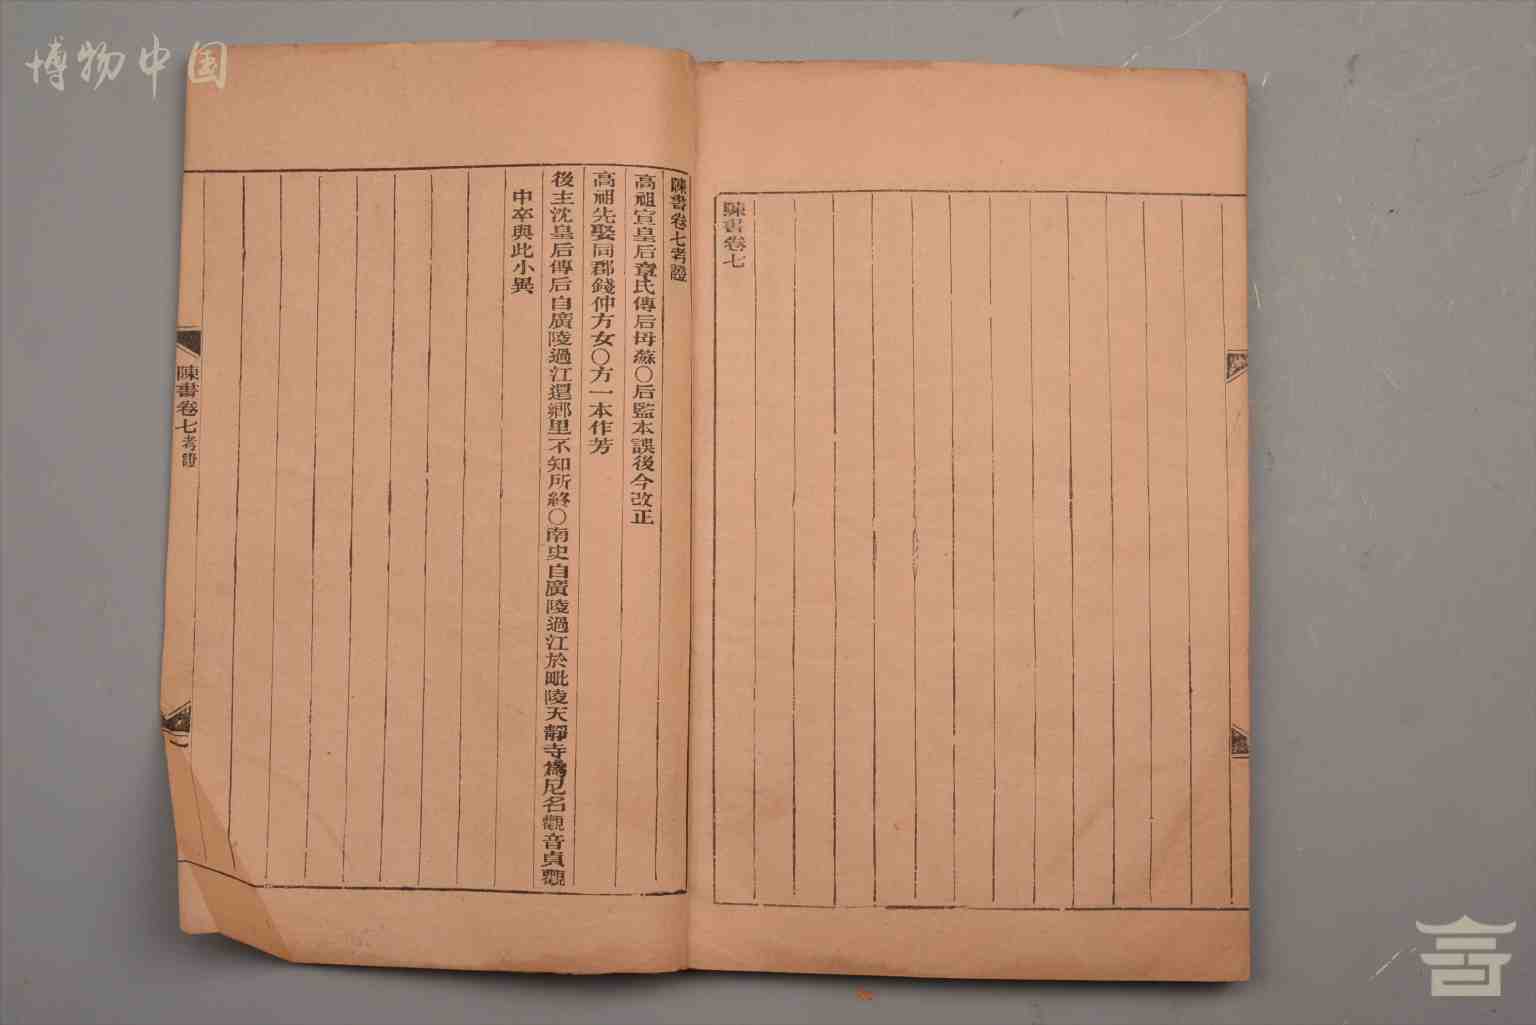 博物中国
陳書卷七
陳書卷七考證
高祖宣皇后章氏傳后母蘇○后監本誤後今改正
高祖先娶同郡錢仲方女○方一本作芳
後主沈皇后傳后自廣陵過江還鄉里不知所終○南史自廣陵過江於毗陵天靜寺爲尼名觀音貞觀
中卒與此小異
陳書卷七考證
一